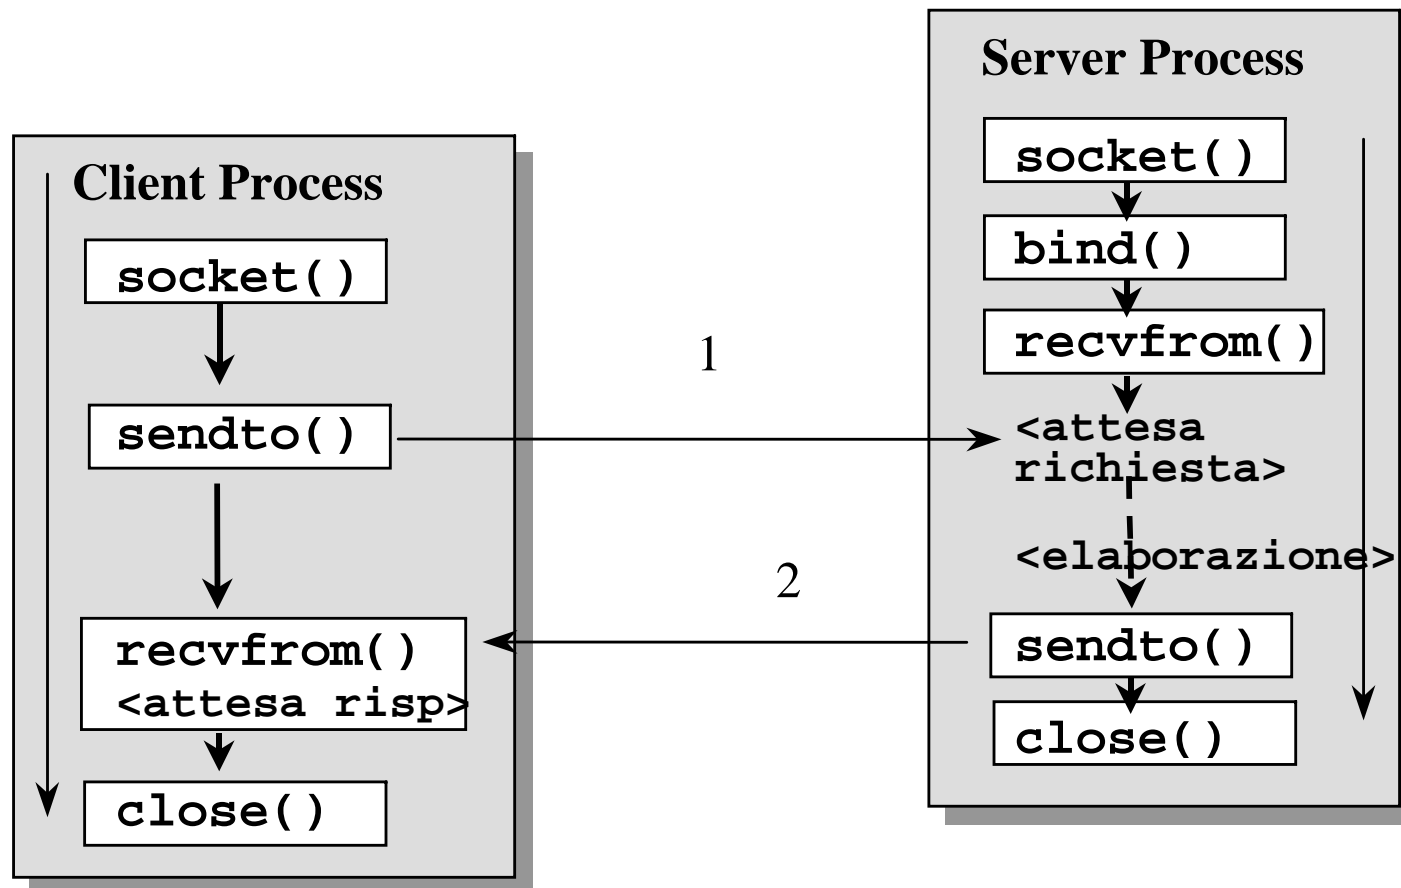 Client Process
socket()
sendto()
recvfrom()
<attesa risp>
close()
1
2
Server Process
socket()
bind()
recvfrom()
<attesa
richiesta>
<elaborazione>
sendto()
close()